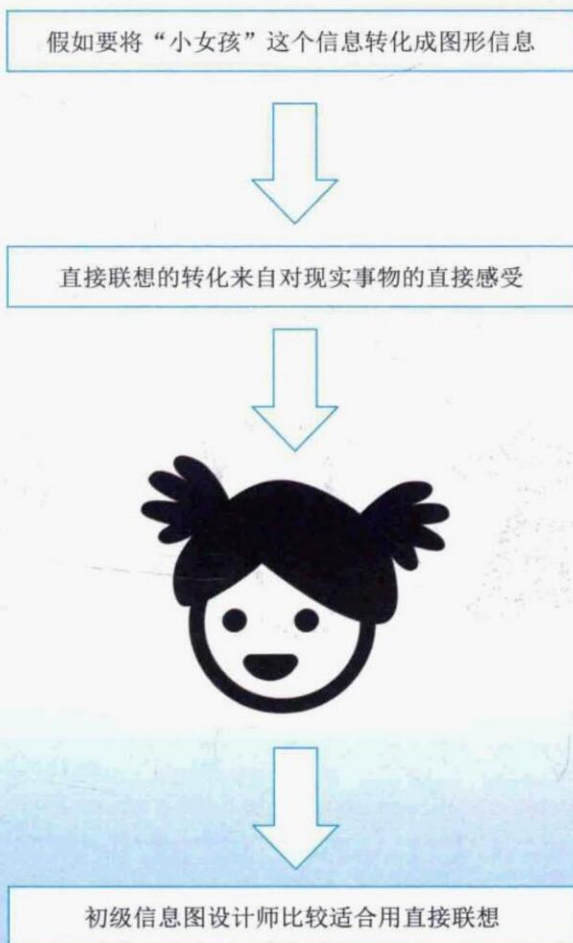 假如要将“小女孩”这个信息转化成图形信息
直接联想的转化来自对现实事物的直接感受
初级信息图设计师比较适合用直接联想